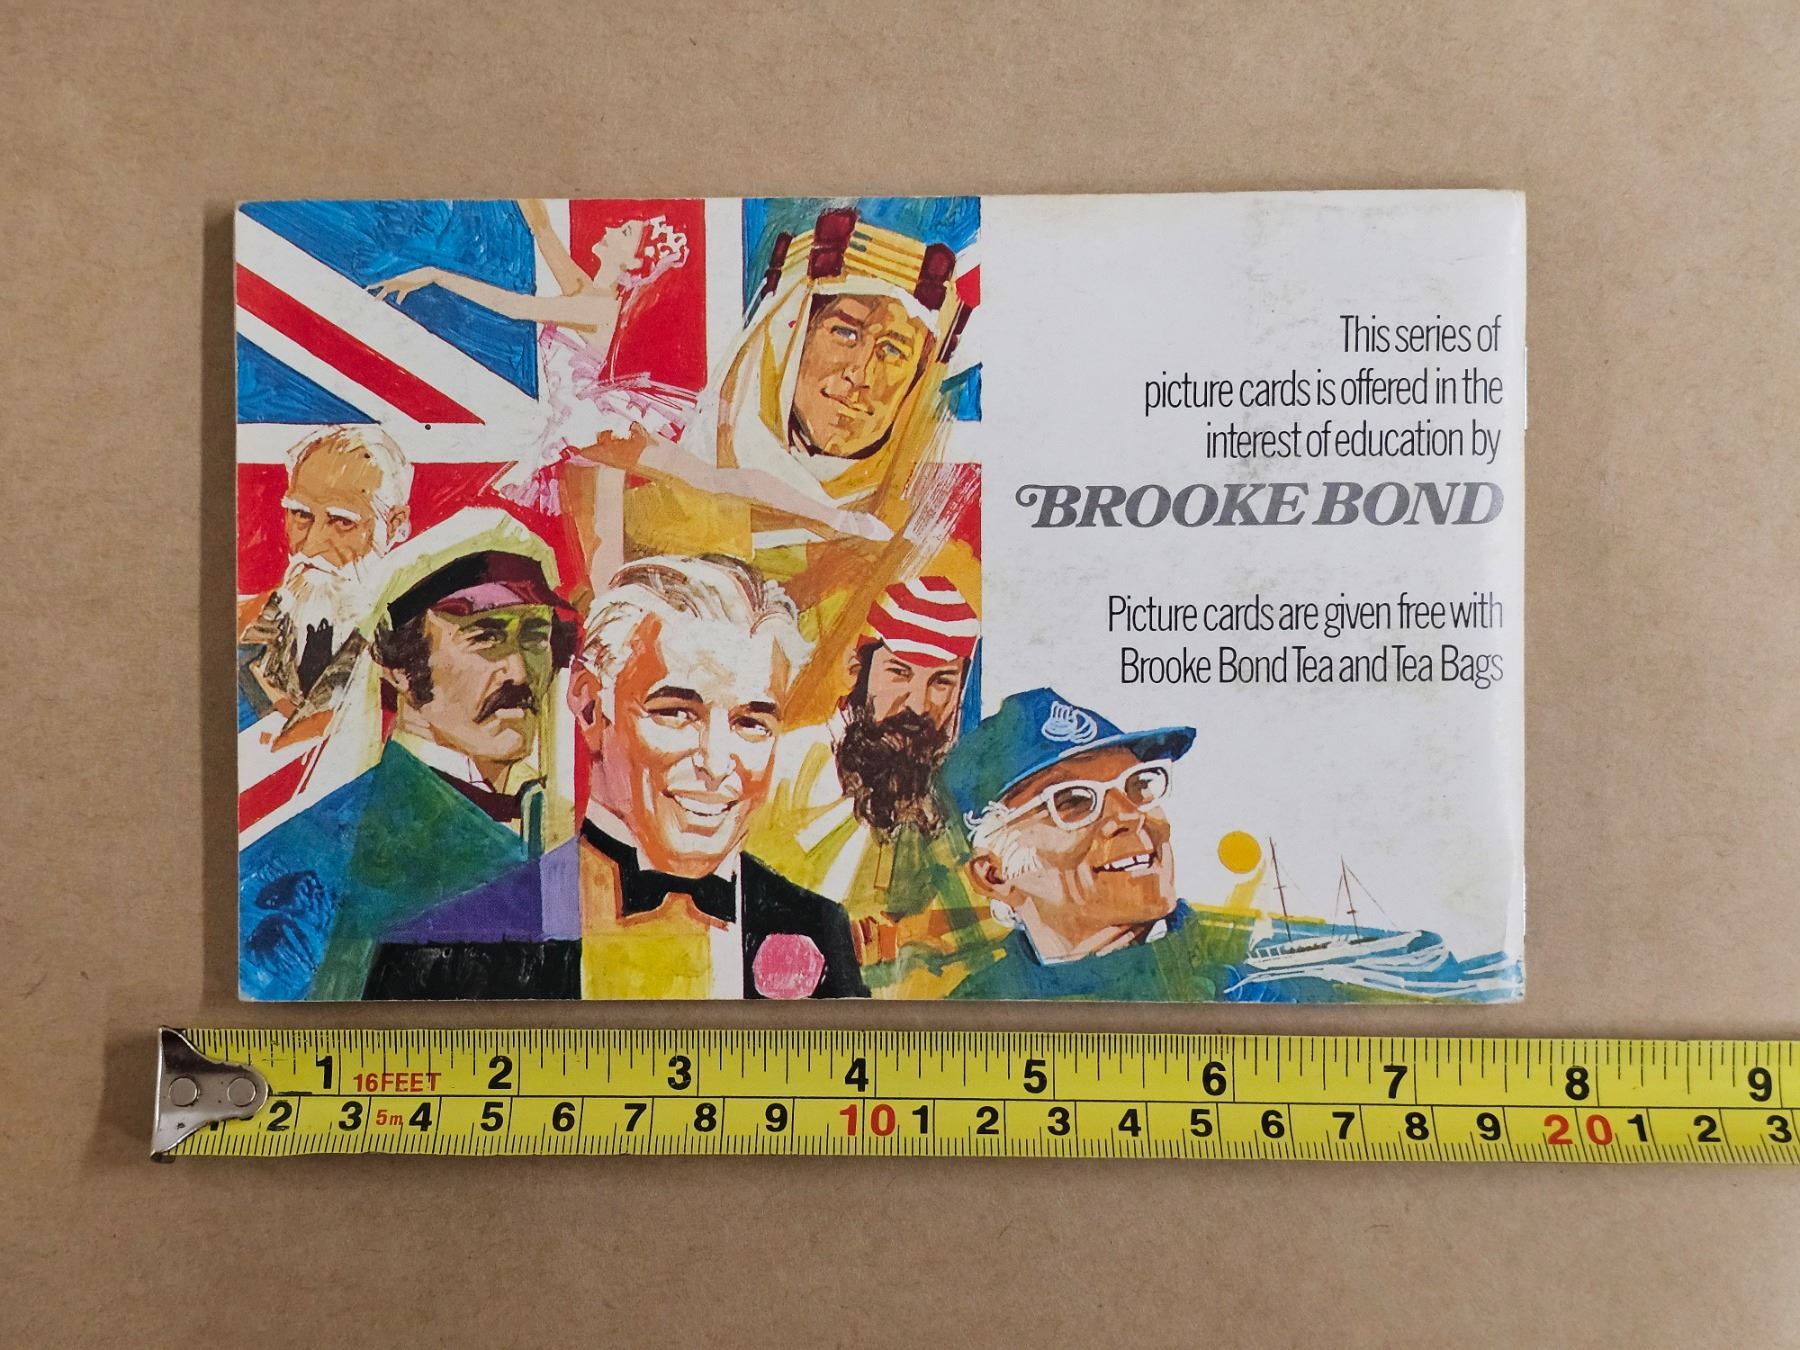 This series of
picture cards is offered in the
interest of education by
BROOKE BOND
Picture cards are given free with
Brooke Bond Tea and Tea Bags
1 16FEET 2 3 4 5 6 7 8 9
1 2 3 5m 4 5 6 7 8 9 10 1 2 3 4 5 6 7 8 9 20 1 2 3